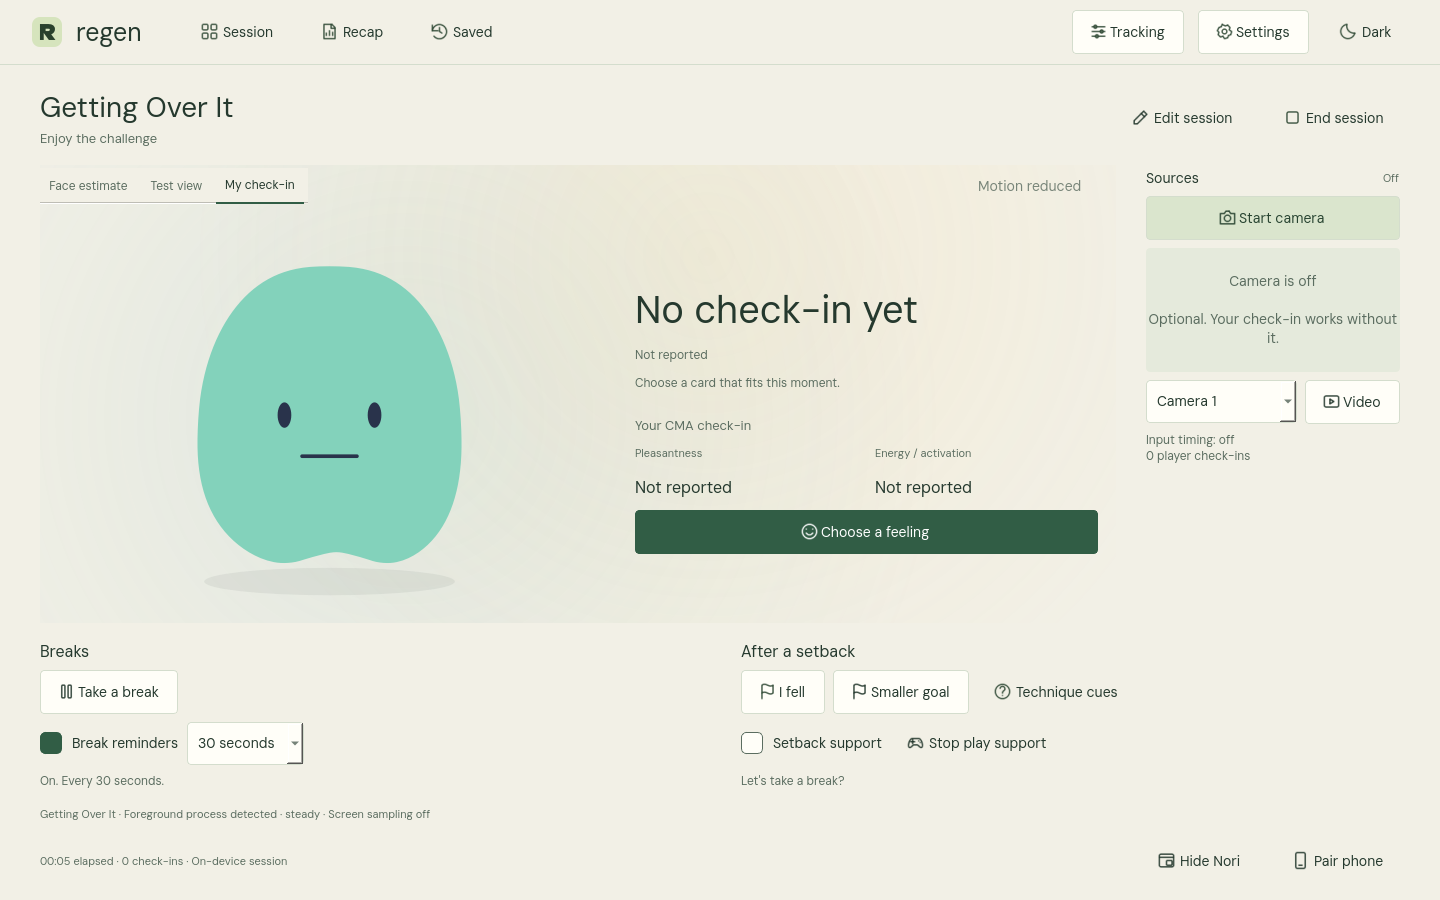 R regen
Session
Recap
Saved
Tracking
Settings
Dark
Getting Over It
Enjoy the challenge
Edit session
End session
Face estimate
Test view
My check-in
Motion reduced
No check-in yet
Not reported
Choose a card that fits this moment.
Your CMA check-in
Pleasantness
Energy / activation
Not reported
Not reported
Choose a feeling
Sources
Off
Start camera
Camera is off
Optional. Your check-in works without
it.
Camera 1
Video
Input timing: off
0 player check-ins
Breaks
Take a break
Break reminders
30 seconds
On. Every 30 seconds.
After a setback
I fell
Smaller goal
Technique cues
Setback support
Stop play support
Let's take a break?
Getting Over It · Foreground process detected · steady · Screen sampling off
00:05 elapsed · 0 check-ins · On-device session
Hide Nori
Pair phone